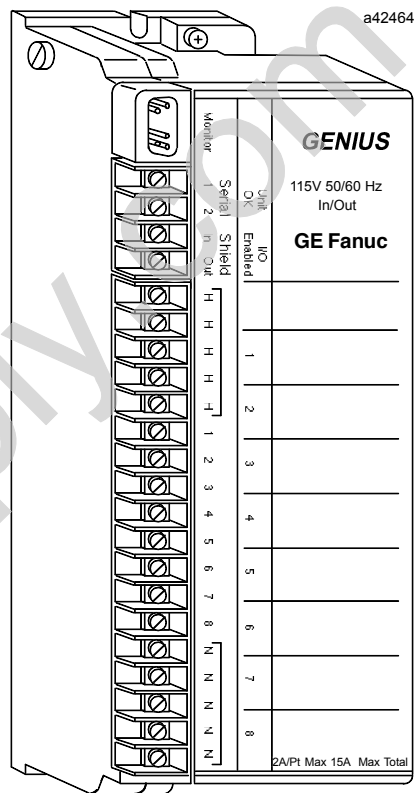 a42464
GENIUS
115V 50/60 Hz
In/Out
GE Fanuc
Monitor
1
2
Serial
n
Out
Shield
Unit
OK
I/O
Enabled
H
H
H
H
H
1
2
3
4
5
6
7
8
N
N
N
N
N
1
2
3
4
5
6
7
8
2A/Pt Max 15A Max Total
ply.com